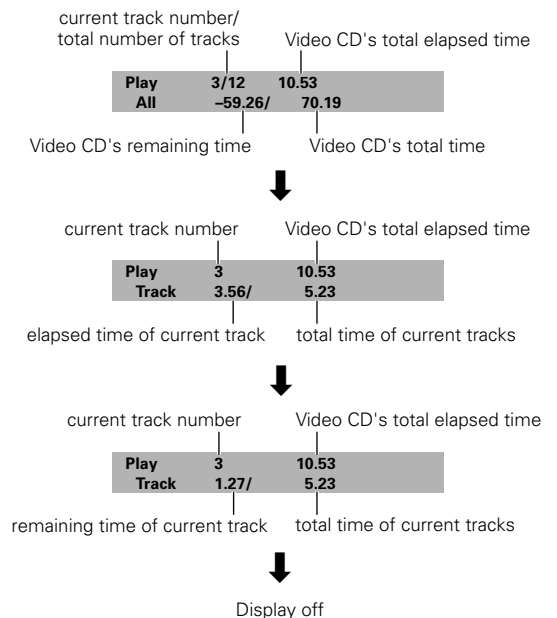 current track number/
total number of tracks
Video CD's total elapsed time
Play 3/12 10.53
All –59.26/ 70.19
Video CD's remaining time
Video CD's total time
current track number
Video CD's total elapsed time
Play 3 10.53
Track 3.56/ 5.23
elapsed time of current track
total time of current tracks
current track number
Video CD's total elapsed time
Play 3 10.53
Track 1.27/ 5.23
remaining time of current track
total time of current tracks
Display off